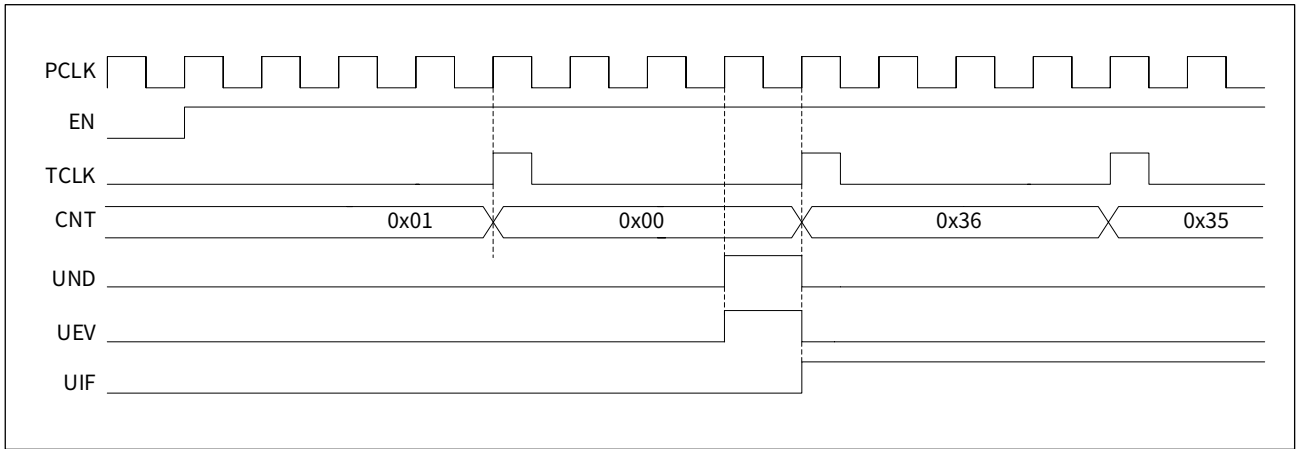 PCLK
EN
TCLK
CNT 0x01 0x00 0x36 0x35
UND
UEV
UIF